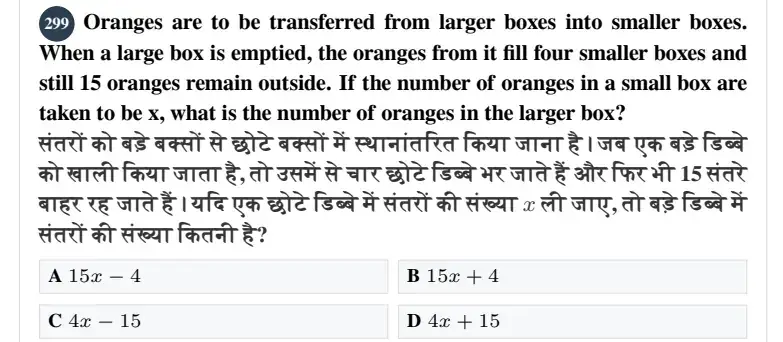 299 Oranges are to be transferred from larger boxes into smaller boxes.
When a large box is emptied, the oranges from it fill four smaller boxes and
still 15 oranges remain outside. If the number of oranges in a small box are
taken to be x, what is the number of oranges in the larger box?
संतरों को बड़े बक्सों से छोटे बक्सों में स्थानांतरित किया जाना है। जब एक बड़े डिब्बे
को खाली किया जाता है, तो उसमें से चार छोटे डिब्बे भर जाते हैं और फिर भी 15 संतरे
बाहर रह जाते हैं। यदि एक छोटे डिब्बे में संतरों की संख्या x ली जाए, तो बड़े डिब्बे में
संतरों की संख्या कितनी है?
A 15x − 4
B 15x + 4
C 4x − 15
D 4x + 15